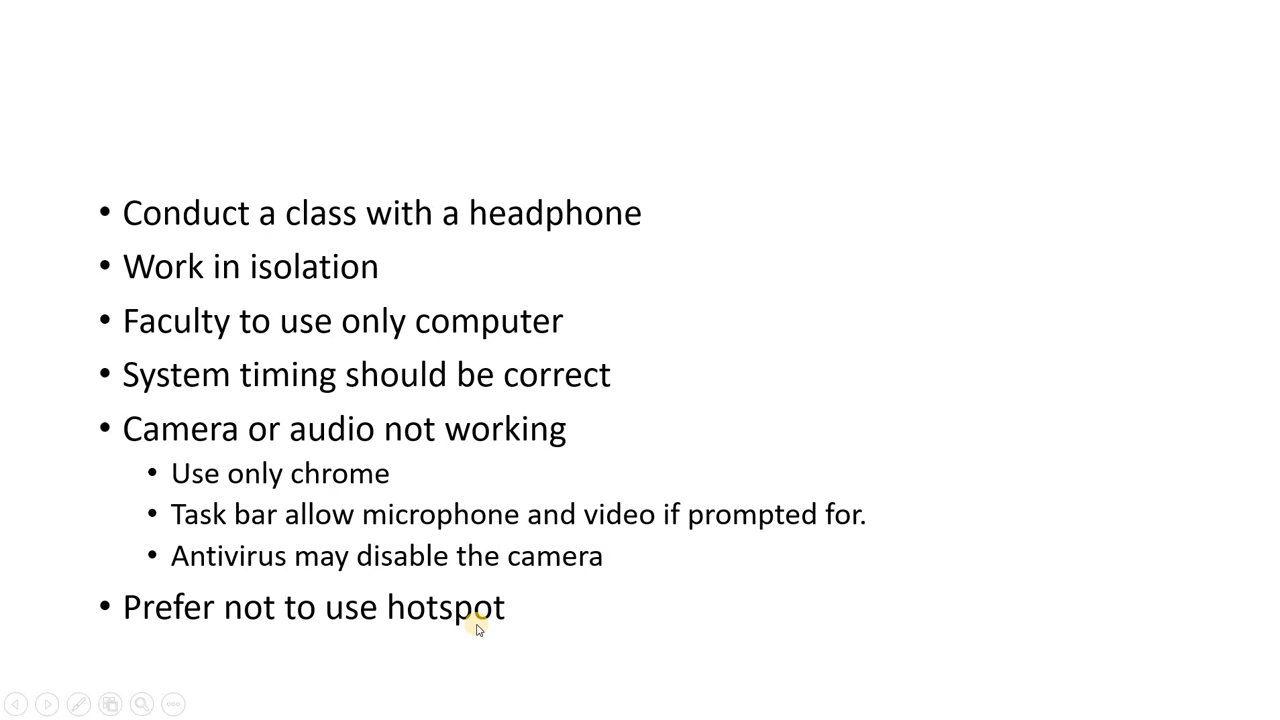 • Conduct a class with a headphone
• Work in isolation
• Faculty to use only computer
• System timing should be correct
• Camera or audio not working
• Use only chrome
• Task bar allow microphone and video if prompted for.
• Antivirus may disable the camera
• Prefer not to use hotspot